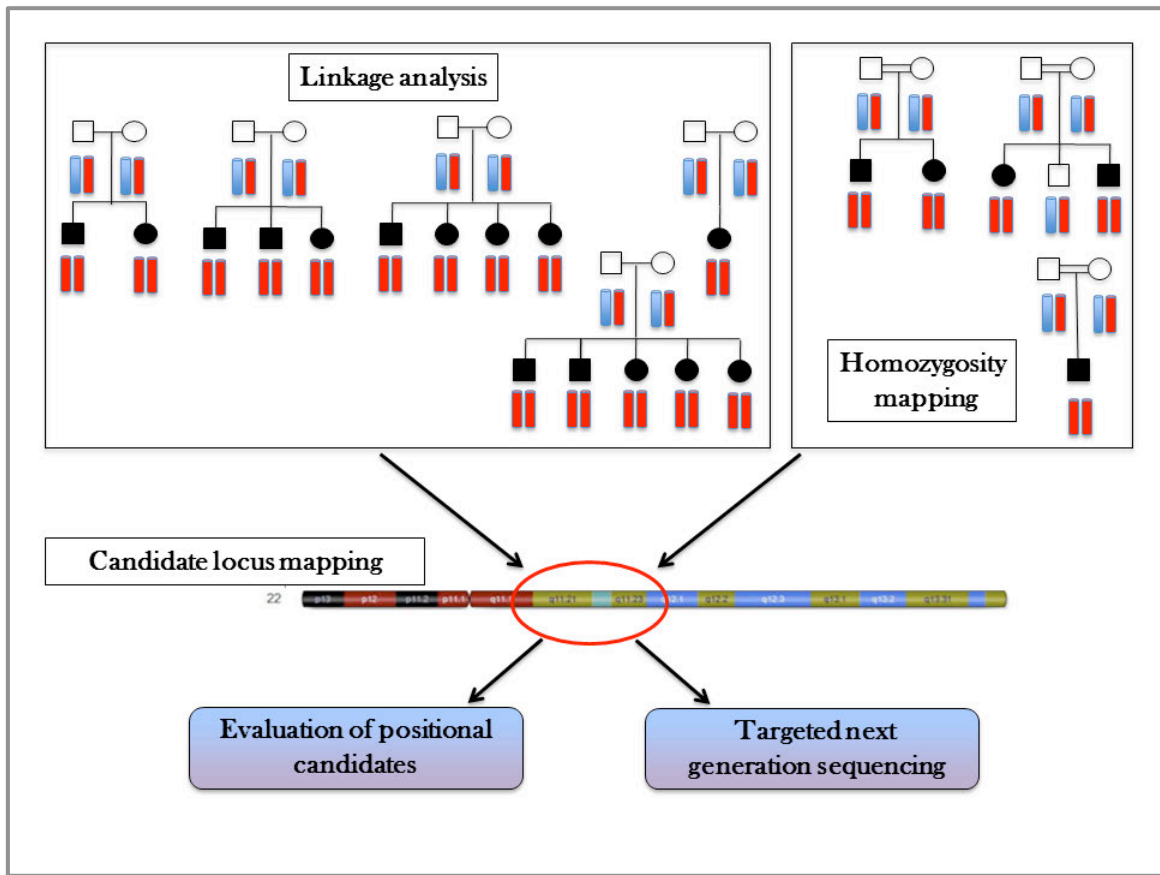 Linkage analysis
Homozygosity
mapping
Candidate locus mapping
22
p13 p12 p11.2 p11.1 q11.1 q11.21 q11.23 q12.1 q12.2 q12.3 q13.1 q13.2 q13.31
Evaluation of positional
candidates
Targeted next
generation sequencing